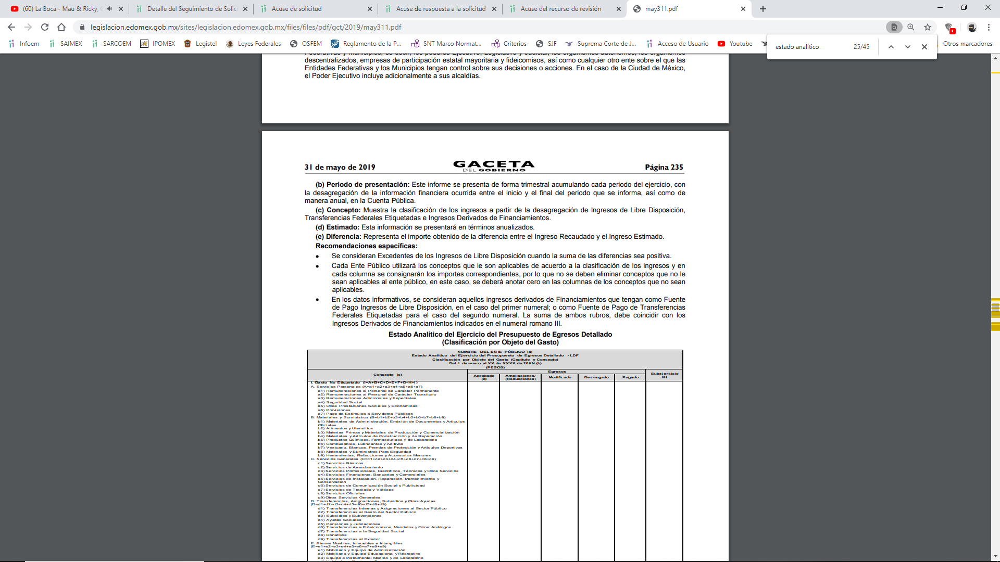 (60) La Boca - Mau & Ricky,
Detalle del Seguimiento de Solic
Acuse de solicitud
Acuse de respuesta a la solicitud
Acuse del recurso de revisión
may311.pdf
legislacion.edomex.gob.mx/sites/legislacion.edomex.gob.mx/files/files/pdf/gct/2019/may311.pdf
Infoem
SAIMEX
SARCOEM
IPOMEX
Legistel
Leyes Federales
OSFEM
Reglamento de la P...
SNT Marco Normat...
Criterios
SJF
Suprema Corte de J...
Acceso de Usuario
Youtube
Otros marcadores
estado analitico
25/45
Federativas y Municipios, es decir, los poderes Ejecutivo, Legislativo y Judicial, los organismos autónomos, los organismos
descentralizados, empresas de participación estatal mayoritaria y fideicomisos, así como cualquier otro ente sobre el que las
Entidades Federativas y los Municipios tengan control sobre sus decisiones o acciones. En el caso de la Ciudad de México,
el Poder Ejecutivo incluye adicionalmente a sus alcaldías.
31 de mayo de 2019
GACETA
DEL GOBIERNO
Página 235
(b) Periodo de presentación: Este informe se presenta de forma trimestral acumulando cada periodo del ejercicio, con
la desagregación de la información financiera ocurrida entre el inicio y el final del periodo que se informa, así como de
manera anual, en la Cuenta Pública.
(c) Concepto: Muestra la clasificación de los ingresos a partir de la desagregación de Ingresos de Libre Disposición,
Transferencias Federales Etiquetadas e Ingresos Derivados de Financiamientos.
(d) Estimado: Esta información se presentará en términos anualizados.
(e) Diferencia: Representa el importe obtenido de la diferencia entre el Ingreso Recaudado y el Ingreso Estimado.
Recomendaciones específicas:
• Se consideran Excedentes de los Ingresos de Libre Disposición cuando la suma de las diferencias sea positiva.
• Cada Ente Público utilizará los conceptos que le son aplicables de acuerdo a la clasificación de los ingresos y en
cada columna se consignarán los importes correspondientes, por lo que no se deben eliminar conceptos que no le
sean aplicables al ente público, en este caso, se deberá anotar cero en las columnas de los conceptos que no sean
aplicables.
• En los datos informativos, se consideran aquellos ingresos derivados de Financiamientos que tengan como Fuente
de Pago Ingresos de Libre Disposición, en el caso del primer numeral; o como Fuente de Pago de Transferencias
Federales Etiquetadas para el caso del segundo numeral. La suma de ambos rubros, debe coincidir con los
Ingresos Derivados de Financiamientos indicados en el numeral romano III.
Estado Analítico del Ejercicio del Presupuesto de Egresos Detallado
(Clasificación por Objeto del Gasto)
NOMBRE DEL ENTE PÚBLICO (a)
Estado Analítico del Ejercicio del Presupuesto de Egresos Detallado - LDF
Clasificación por Objeto del Gasto (Capítulo y Concepto)
Del 1 de enero al XX de XXXX de 20XN (b)
(PESOS)
Concepto (c)
Egresos
Subejercicio (e)
Aprobado (d)
Ampliaciones/ (Reducciones)
Modificado
Devengado
Pagado
I. Gasto No Etiquetado (I=A+B+C+D+E+F+G+H+I)
A. Servicios Personales (A=a1+a2+a3+a4+a5+a6+a7)
a1) Remuneraciones al Personal de Carácter Permanente
a2) Remuneraciones al Personal de Carácter Transitorio
a3) Remuneraciones Adicionales y Especiales
a4) Seguridad Social
a5) Otras Prestaciones Sociales y Económicas
a6) Previsiones
a7) Pago de Estímulos a Servidores Públicos
B. Materiales y Suministros (B=b1+b2+b3+b4+b5+b6+b7+b8+b9)
b1) Materiales de Administración, Emisión de Documentos y Artículos
Oficiales
b2) Alimentos y Utensilios
b3) Materias Primas y Materiales de Producción y Comercialización
b4) Materiales y Artículos de Construcción y de Reparación
b5) Productos Químicos, Farmacéuticos y de Laboratorio
b6) Combustibles, Lubricantes y Aditivos
b7) Vestuario, Blancos, Prendas de Protección y Artículos Deportivos
b8) Materiales y Suministros Para Seguridad
b9) Herramientas, Refacciones y Accesorios Menores
C. Servicios Generales (C=c1+c2+c3+c4+c5+c6+c7+c8+c9)
c1) Servicios Básicos
c2) Servicios de Arrendamiento
c3) Servicios Profesionales, Científicos, Técnicos y Otros Servicios
c4) Servicios Financieros, Bancarios y Comerciales
c5) Servicios de Instalación, Reparación, Mantenimiento y
Conservación
c6) Servicios de Comunicación Social y Publicidad
c7) Servicios de Traslado y Viáticos
c8) Servicios Oficiales
c9) Otros Servicios Generales
D. Transferencias, Asignaciones, Subsidios y Otras Ayudas
(D=d1+d2+d3+d4+d5+d6+d7+d8+d9)
d1) Transferencias Internas y Asignaciones al Sector Público
d2) Transferencias al Resto del Sector Público
d3) Subsidios y Subvenciones
d4) Ayudas Sociales
d5) Pensiones y Jubilaciones
d6) Transferencias a Fideicomisos, Mandatos y Otros Análogos
d7) Transferencias a la Seguridad Social
d8) Donativos
d9) Transferencias al Exterior
E. Bienes Muebles, Inmuebles e Intangibles
(E=e1+e2+e3+e4+e5+e6+e7+e8+e9)
e1) Mobiliario y Equipo de Administración
e2) Mobiliario y Equipo Educacional y Recreativo
e3) Equipo e Instrumental Médico y de Laboratorio